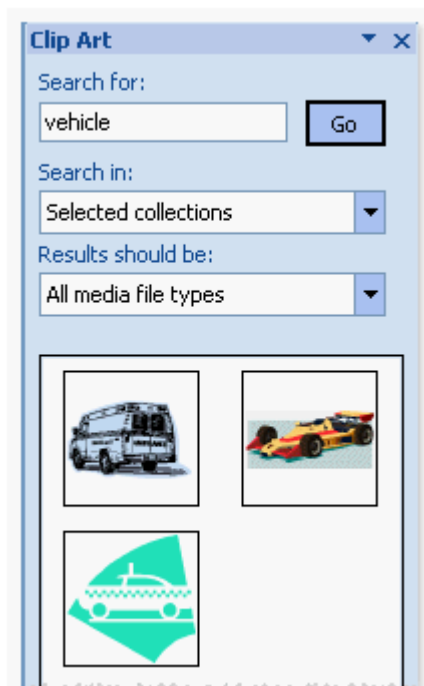 Clip Art
Search for:
vehicle
Go
Search in:
Selected collections
Results should be:
All media file types